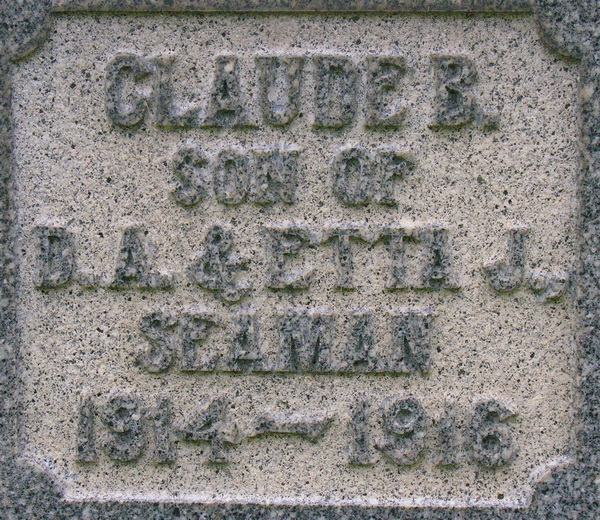 CLAUDE B.
SON OF
D. A. & ETTA J.
SEAMAN
1914 — 1916